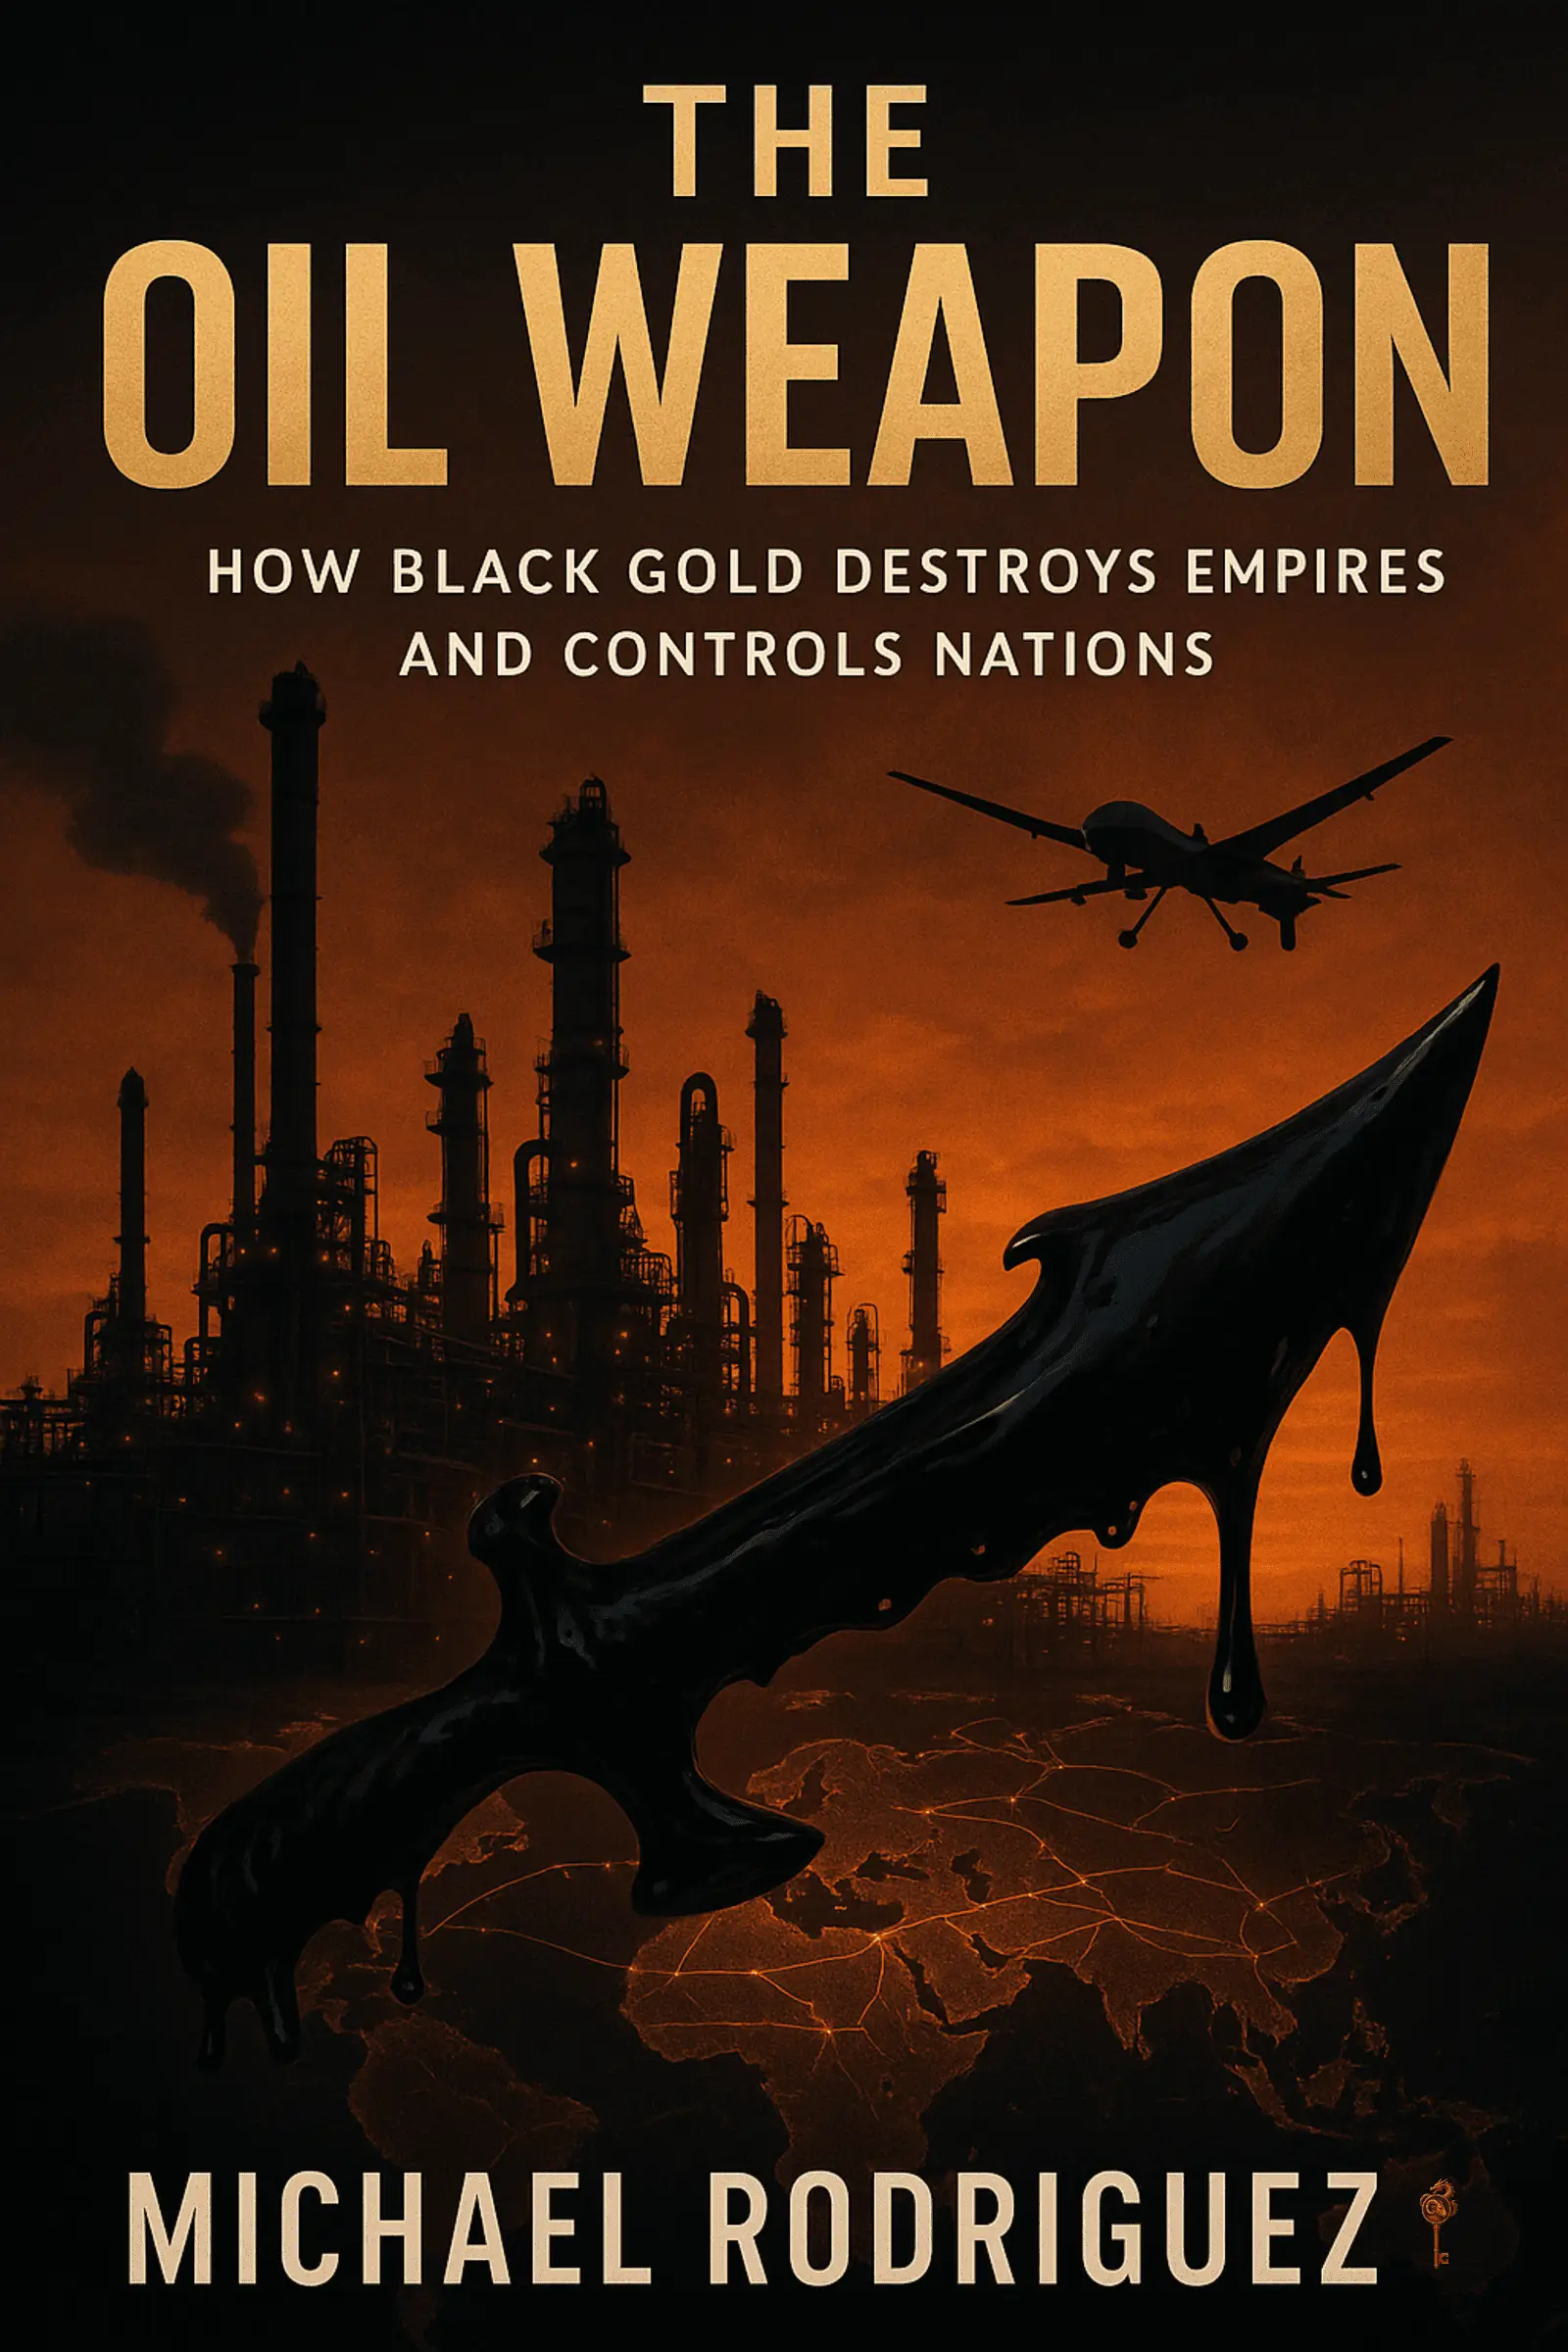 THE
OIL WEAPON
HOW BLACK GOLD DESTROYS EMPIRES
AND CONTROLS NATIONS
MICHAEL RODRIGUEZ